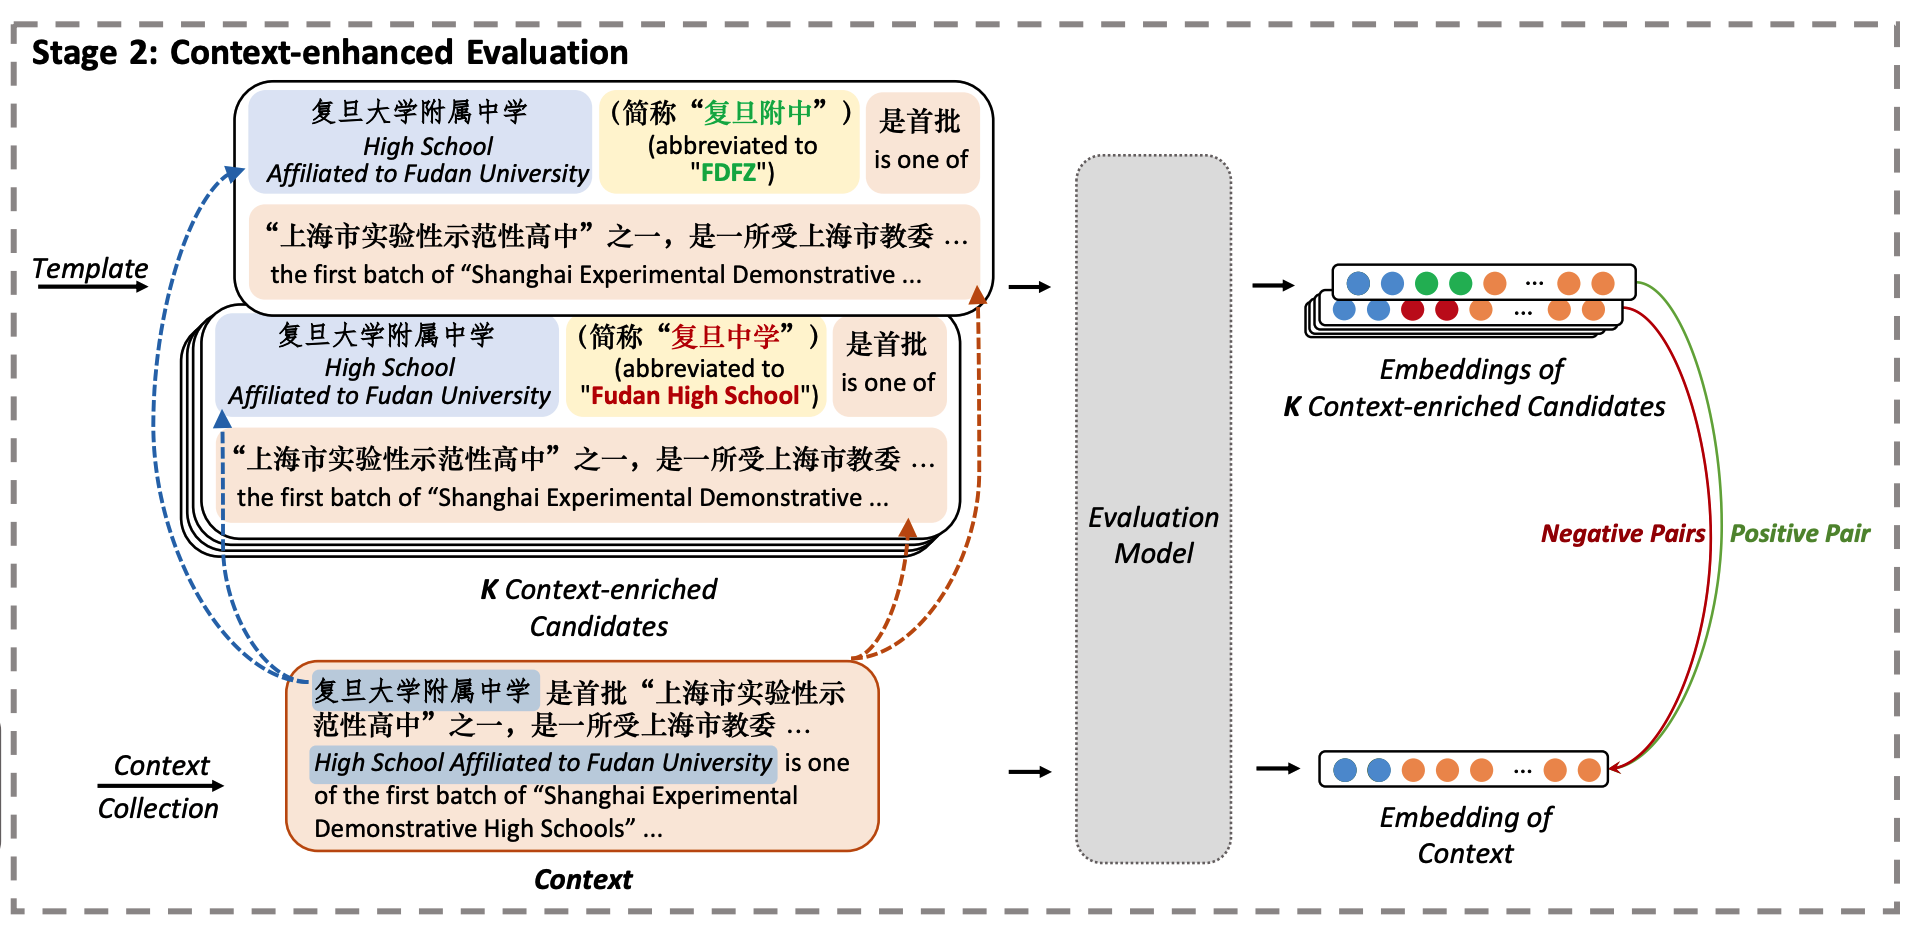 Stage 2: Context-enhanced Evaluation
复旦大学附属中学
High School
Affiliated to Fudan University
(简称“复旦附中”)
(abbreviated to
"FDFZ")
是首批
is one of
“上海市实验性示范性高中”之一，是一所受上海市教委 ...
the first batch of “Shanghai Experimental Demonstrative ...
Template
复旦大学附属中学
High School
Affiliated to Fudan University
(简称“复旦中学”)
(abbreviated to
"Fudan High School")
是首批
is one of
“上海市实验性示范性高中”之一，是一所受上海市教委 ...
the first batch of “Shanghai Experimental Demonstrative ...
K Context-enriched
Candidates
Context
Collection
复旦大学附属中学 是首批“上海市实验性示
范性高中”之一，是一所受上海市教委 ...
High School Affiliated to Fudan University is one
of the first batch of “Shanghai Experimental
Demonstrative High Schools” ...
Context
Evaluation
Model
...
...
Embeddings of
K Context-enriched Candidates
Negative Pairs
Positive Pair
...
Embedding of
Context